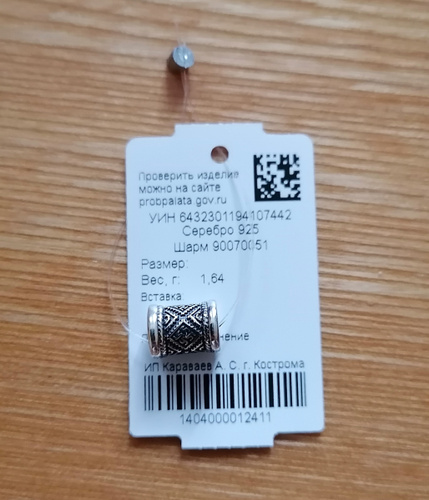 Проверить изделие
можно на сайте
probpalata.gov.ru
УИН 6432301194107442
Серебро 925
Шарм 90070051
Размер:
Вес, г: 1,64
Вставка
ИП Караваев А. С. г. Кострома
1404000012411